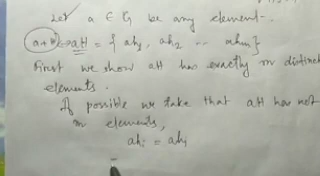 Let a ∈ G be any element.
aH = { ah₁, ah₂ ... ahₘ}
First we show aH has exactly m distinct
elements.
If possible we take that aH has not
m elements,
ahᵢ = ahⱼ